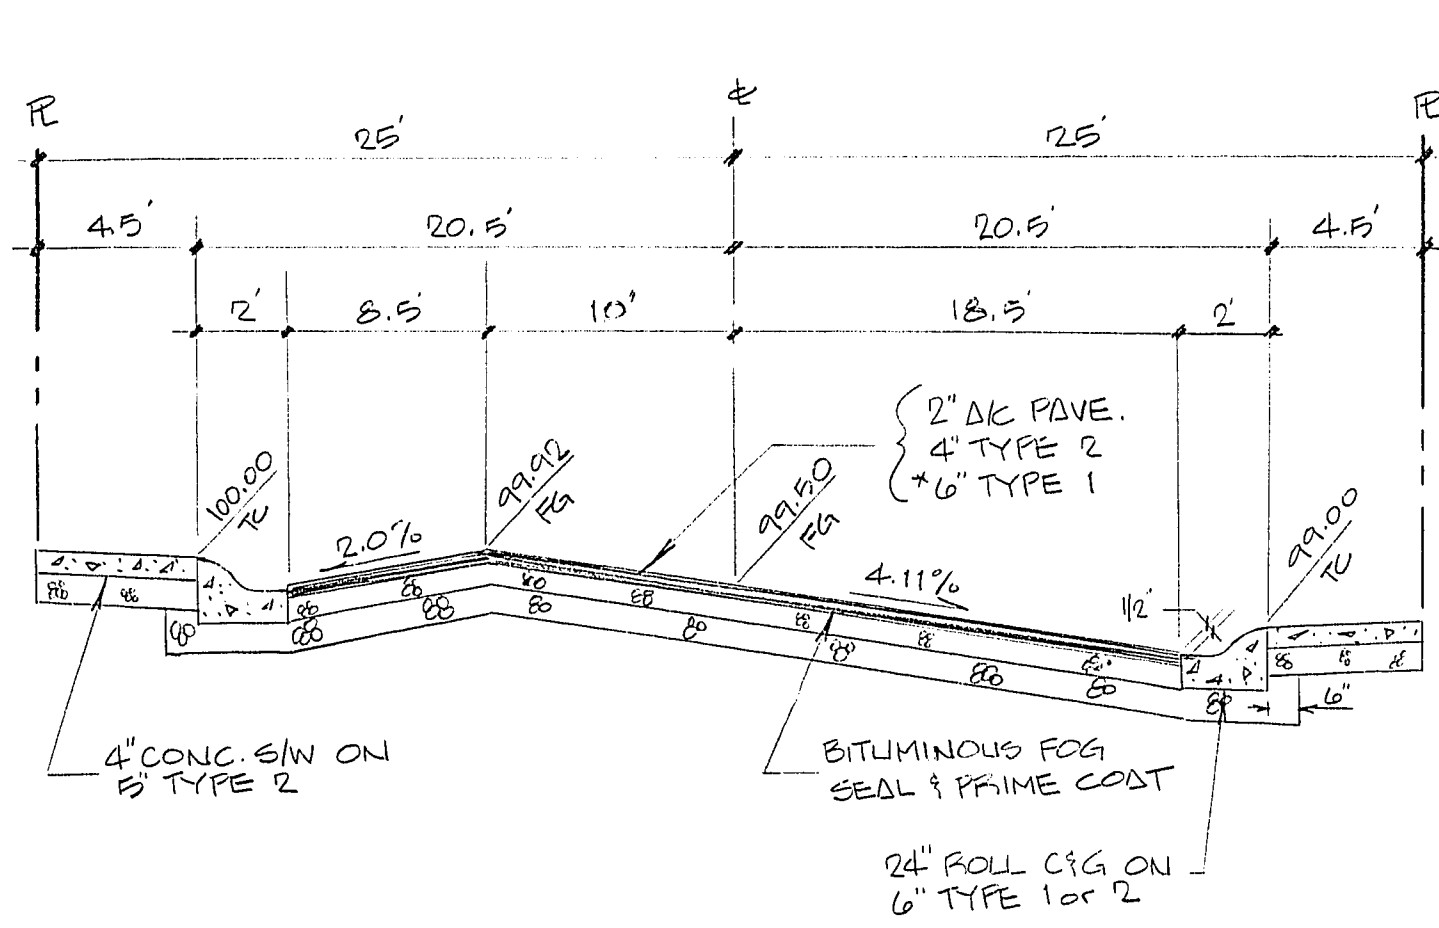 PL
CL
PL
25'
25'
4.5'
20.5'
20.5'
4.5'
2'
8.5'
10'
18.5'
2'
2" A/C PAVE.
4" TYPE 2
*6" TYPE 1
100.00
TC
99.92
FG
99.50
FG
99.00
TC
2.0%
4.11%
1/2"
6"
4" CONC. S/W ON
5" TYPE 2
BITUMINOUS FOG
SEAL & PRIME COAT
24" ROLL C&G ON
6" TYPE 1 or 2